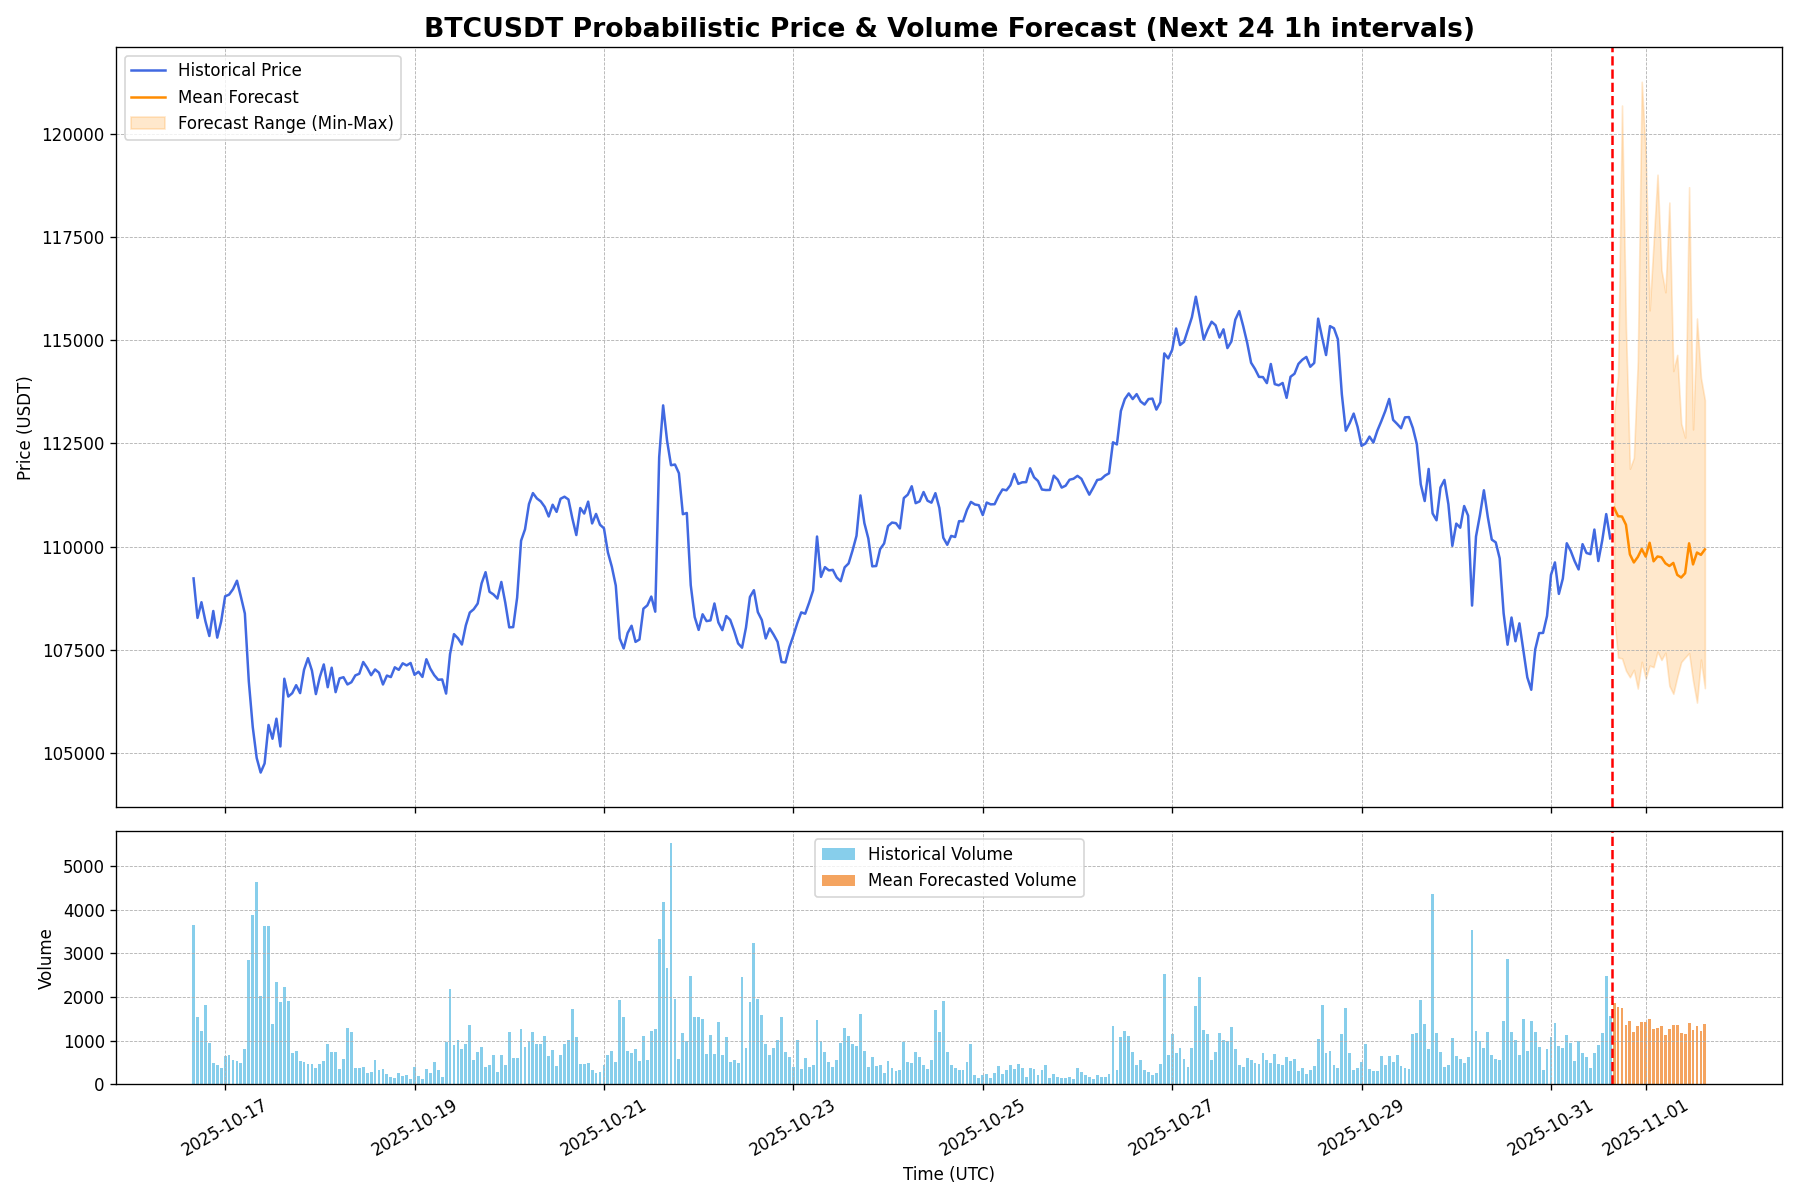 BTCUSDT Probabilistic Price & Volume Forecast (Next 24 1h intervals)
Historical Price
Mean Forecast
Forecast Range (Min-Max)
120000
117500
115000
112500
110000
107500
105000
Price (USDT)
Historical Volume
Mean Forecasted Volume
5000
4000
3000
2000
1000
0
Volume
2025-10-17
2025-10-19
2025-10-21
2025-10-23
2025-10-25
2025-10-27
2025-10-29
2025-10-31
2025-11-01
Time (UTC)